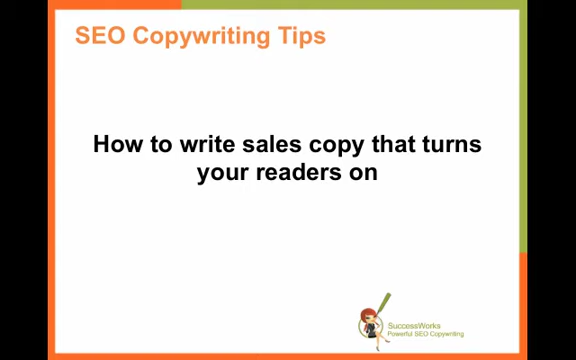 SEO Copywriting Tips
How to write sales copy that turns
your readers on
SuccessWorks
Powerful SEO Copywriting